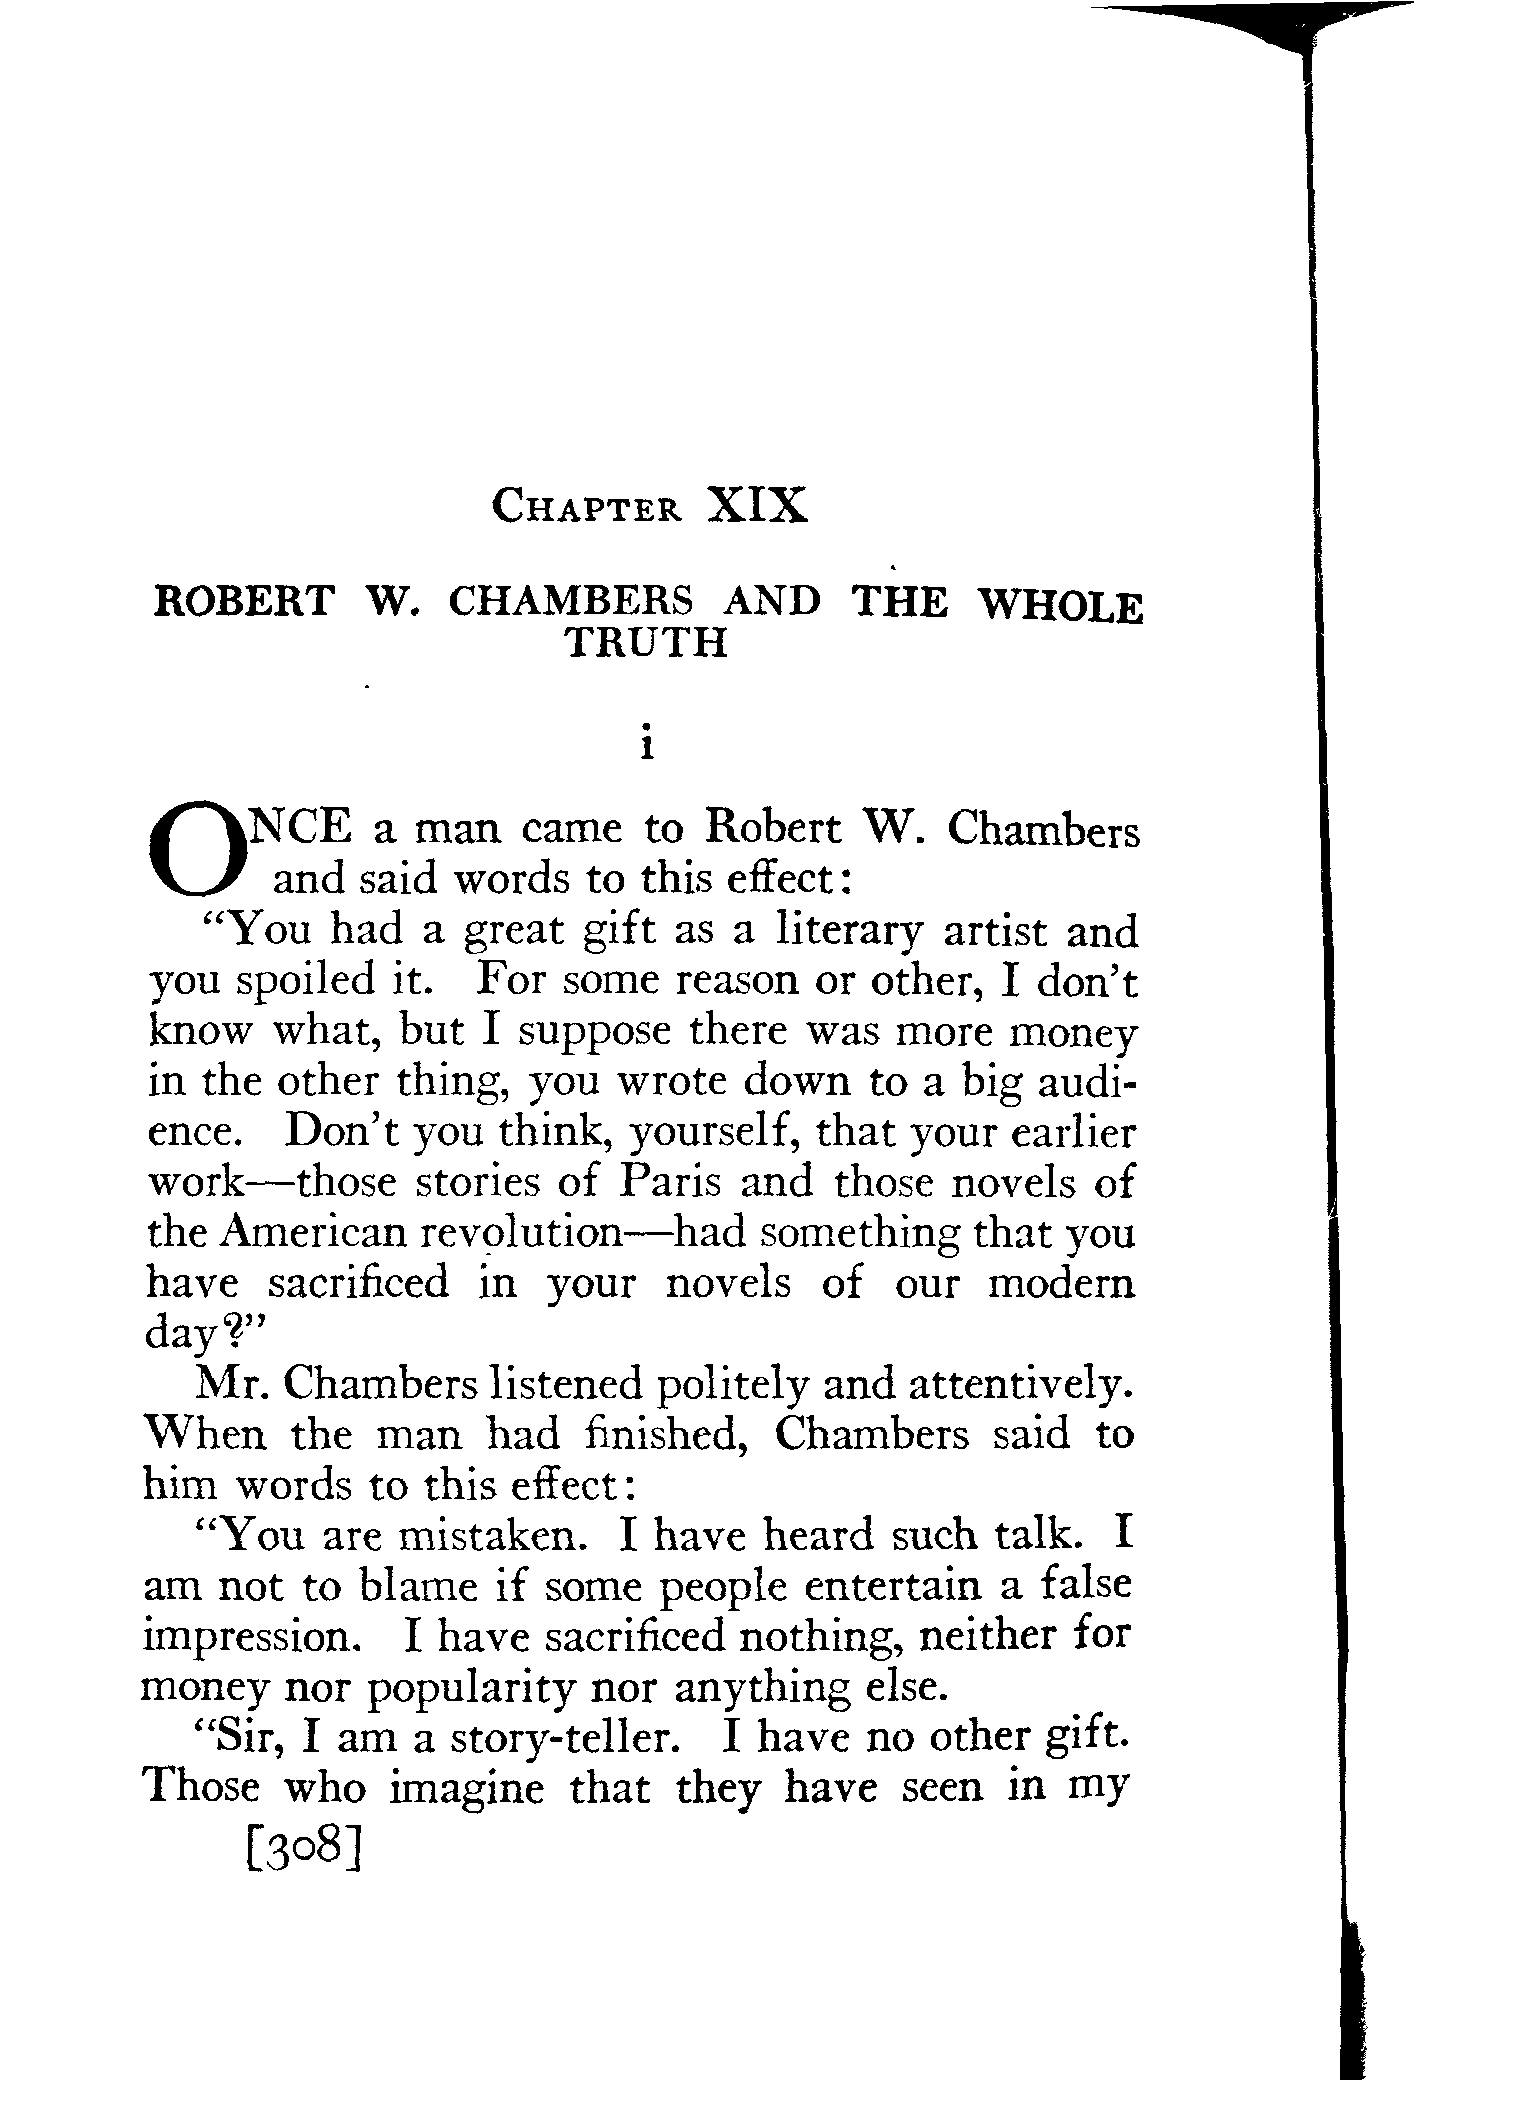 CHAPTER XIX
ROBERT W. CHAMBERS AND THE WHOLE
TRUTH
i
ONCE a man came to Robert W. Chambers
and said words to this effect:
“You had a great gift as a literary artist and
you spoiled it. For some reason or other, I don’t
know what, but I suppose there was more money
in the other thing, you wrote down to a big audi-
ence. Don’t you think, yourself, that your earlier
work—those stories of Paris and those novels of
the American revolution—had something that you
have sacrificed in your novels of our modern
day?”
Mr. Chambers listened politely and attentively.
When the man had finished, Chambers said to
him words to this effect:
“You are mistaken. I have heard such talk. I
am not to blame if some people entertain a false
impression. I have sacrificed nothing, neither for
money nor popularity nor anything else.
“Sir, I am a story-teller. I have no other gift.
Those who imagine that they have seen in my
[308]